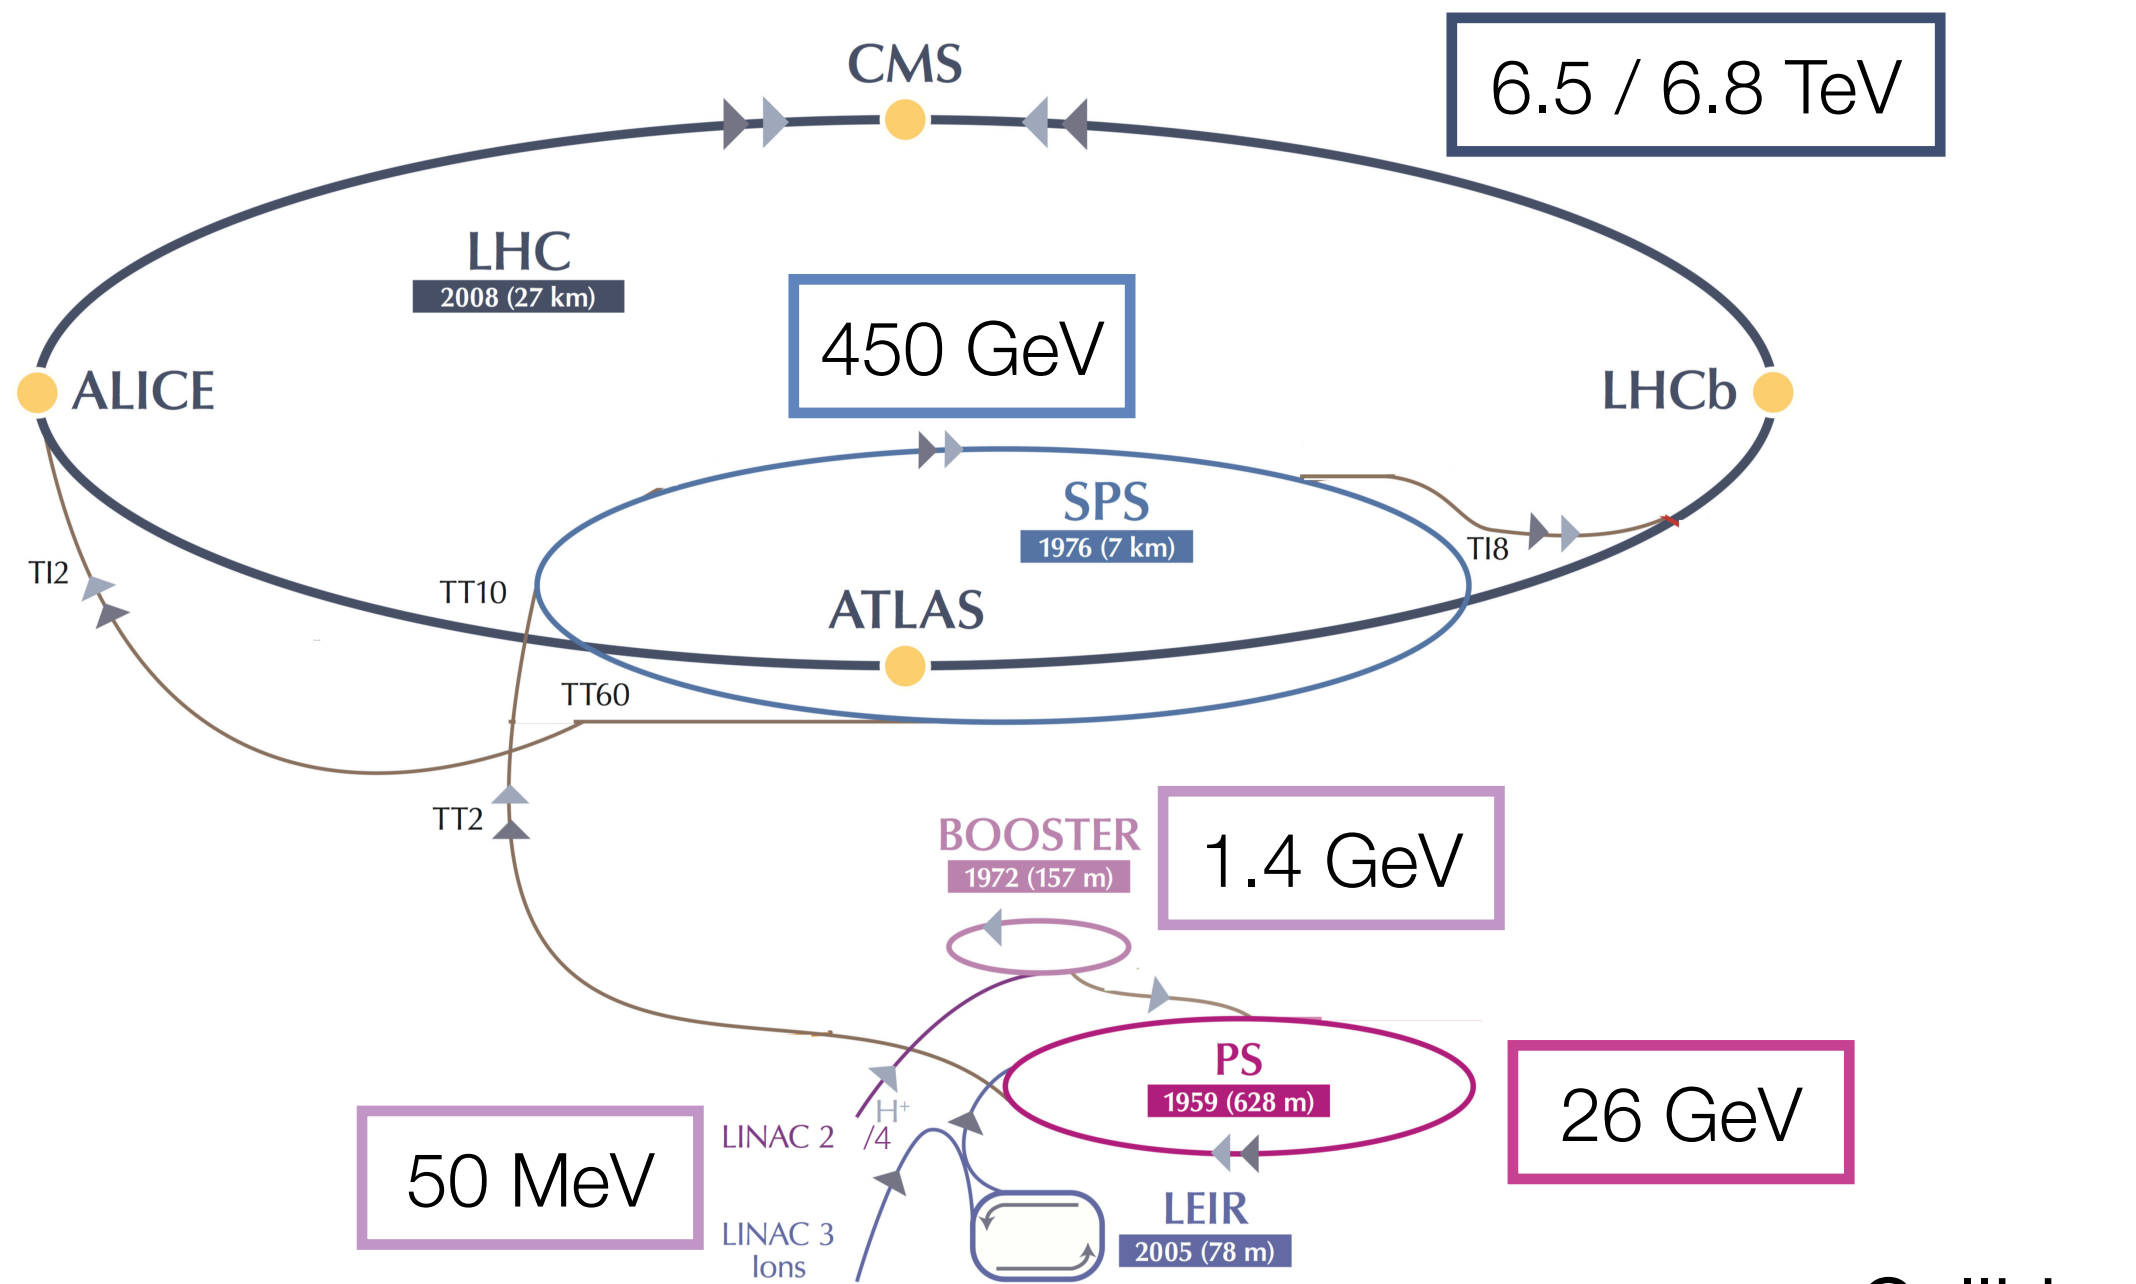 CMS
6.5 / 6.8 TeV
LHC
2008 (27 km)
450 GeV
ALICE
LHCb
SPS
1976 (7 km)
TI8
TI2
TT10
ATLAS
TT60
TT2
BOOSTER
1972 (157 m)
1.4 GeV
PS
1959 (628 m)
26 GeV
H+
LINAC 2 /4
50 MeV
LEIR
2005 (78 m)
LINAC 3
Ions